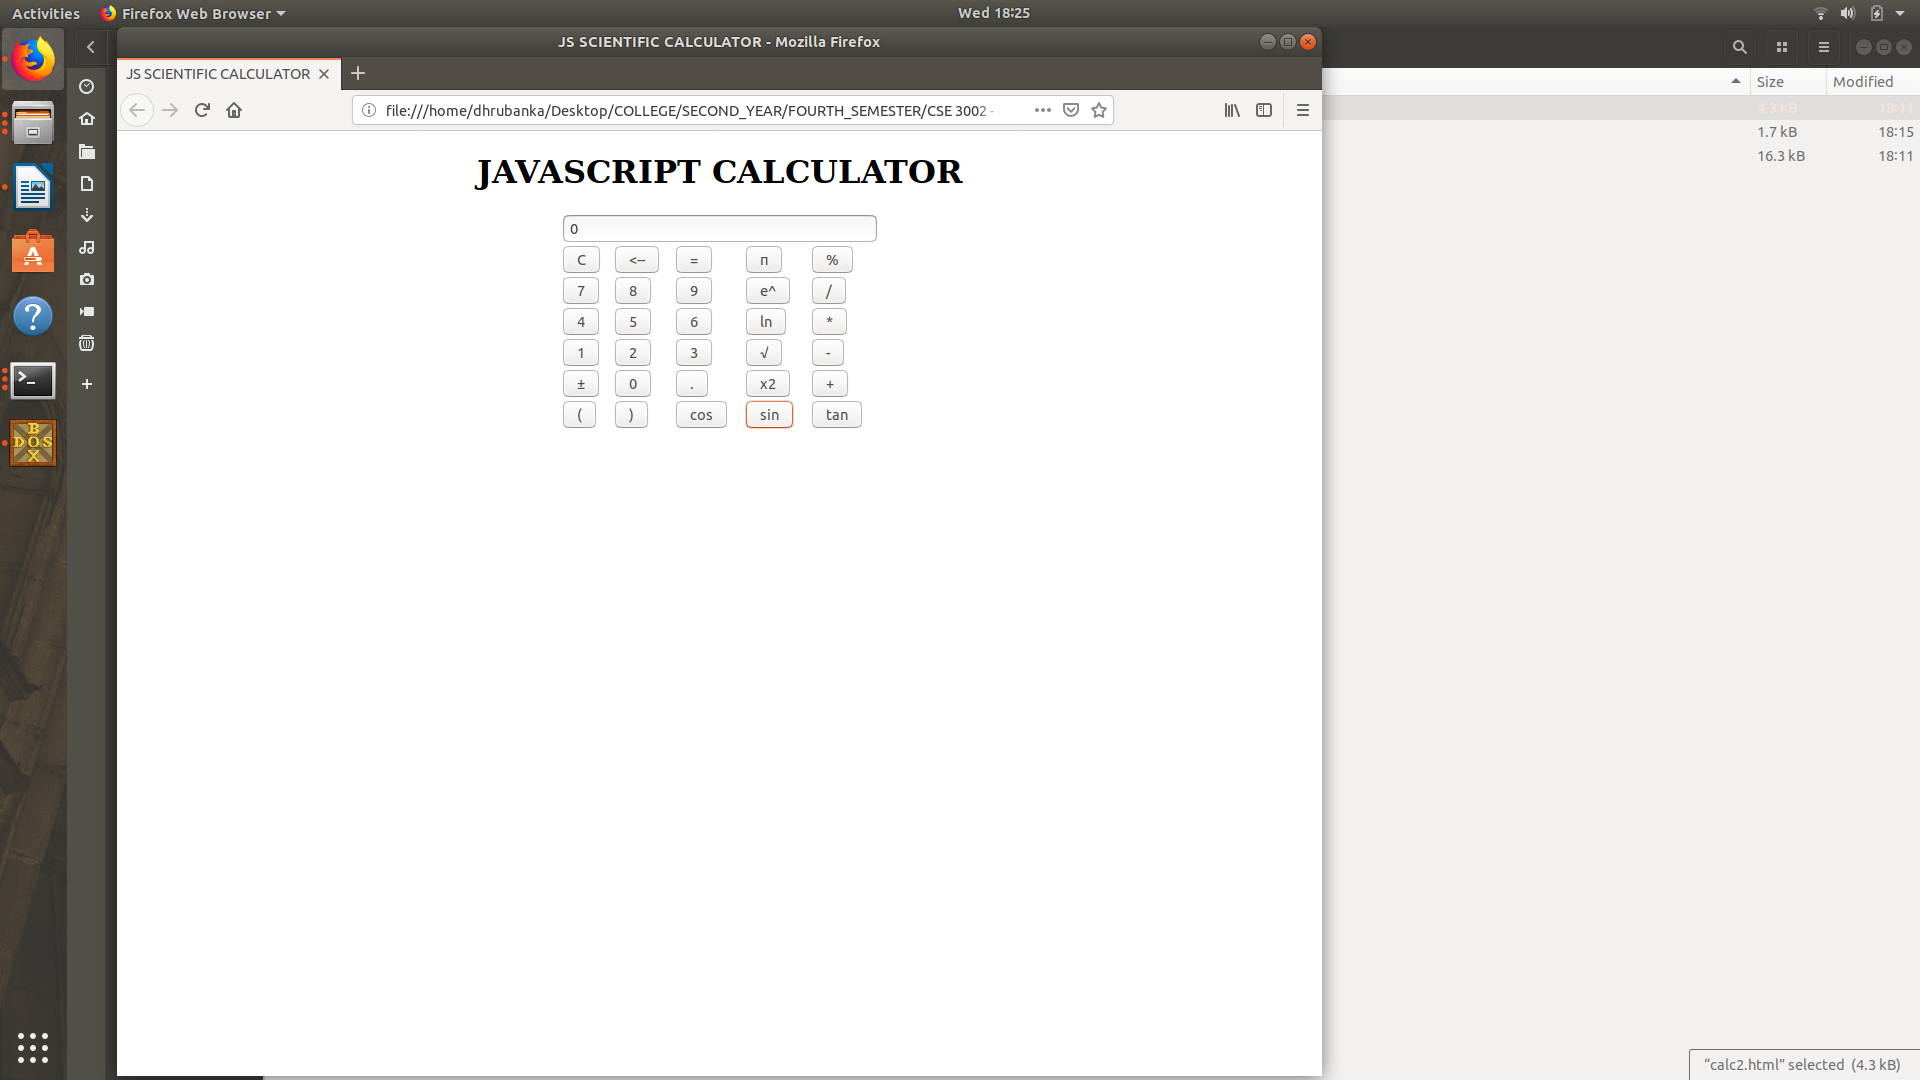 Activities Firefox Web Browser Wed 18:25
JS SCIENTIFIC CALCULATOR - Mozilla Firefox
JS SCIENTIFIC CALCULATOR
file:///home/dhrubanka/Desktop/COLLEGE/SECOND_YEAR/FOURTH_SEMESTER/CSE 3002 -
Size Modified
4.3 kB 18:11
1.7 kB 18:15
16.3 kB 18:11
JAVASCRIPT CALCULATOR
0
C <-- = п %
7 8 9 e^ /
4 5 6 ln *
1 2 3 √ -
± 0 . x2 +
( ) cos sin tan
DOS
BOX
“calc2.html” selected (4.3 kB)